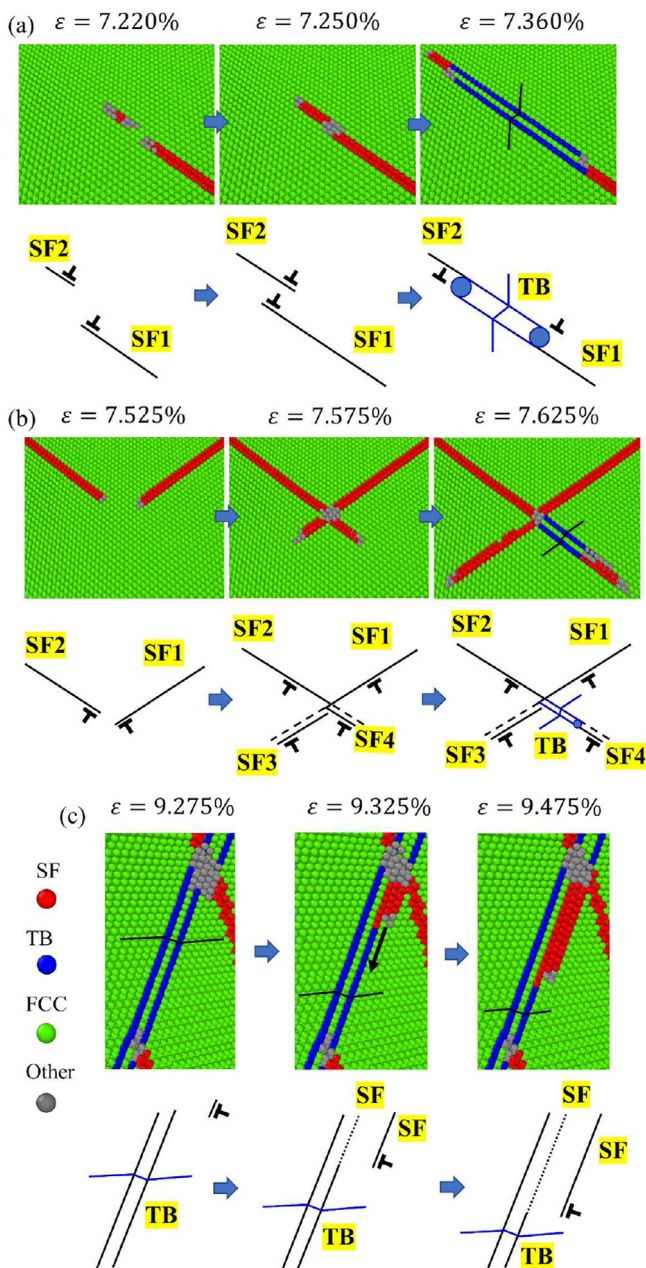 (a)
ε = 7.220% ε = 7.250% ε = 7.360%
SF2 SF2 SF2
TB
SF1 SF1 SF1
(b)
ε = 7.525% ε = 7.575% ε = 7.625%
SF2 SF1 SF2 SF1 SF2 SF1
SF3 SF4 SF3 TB SF4
(c)
ε = 9.275% ε = 9.325% ε = 9.475%
SF
TB
FCC
Other
SF SF
SF SF
TB TB TB